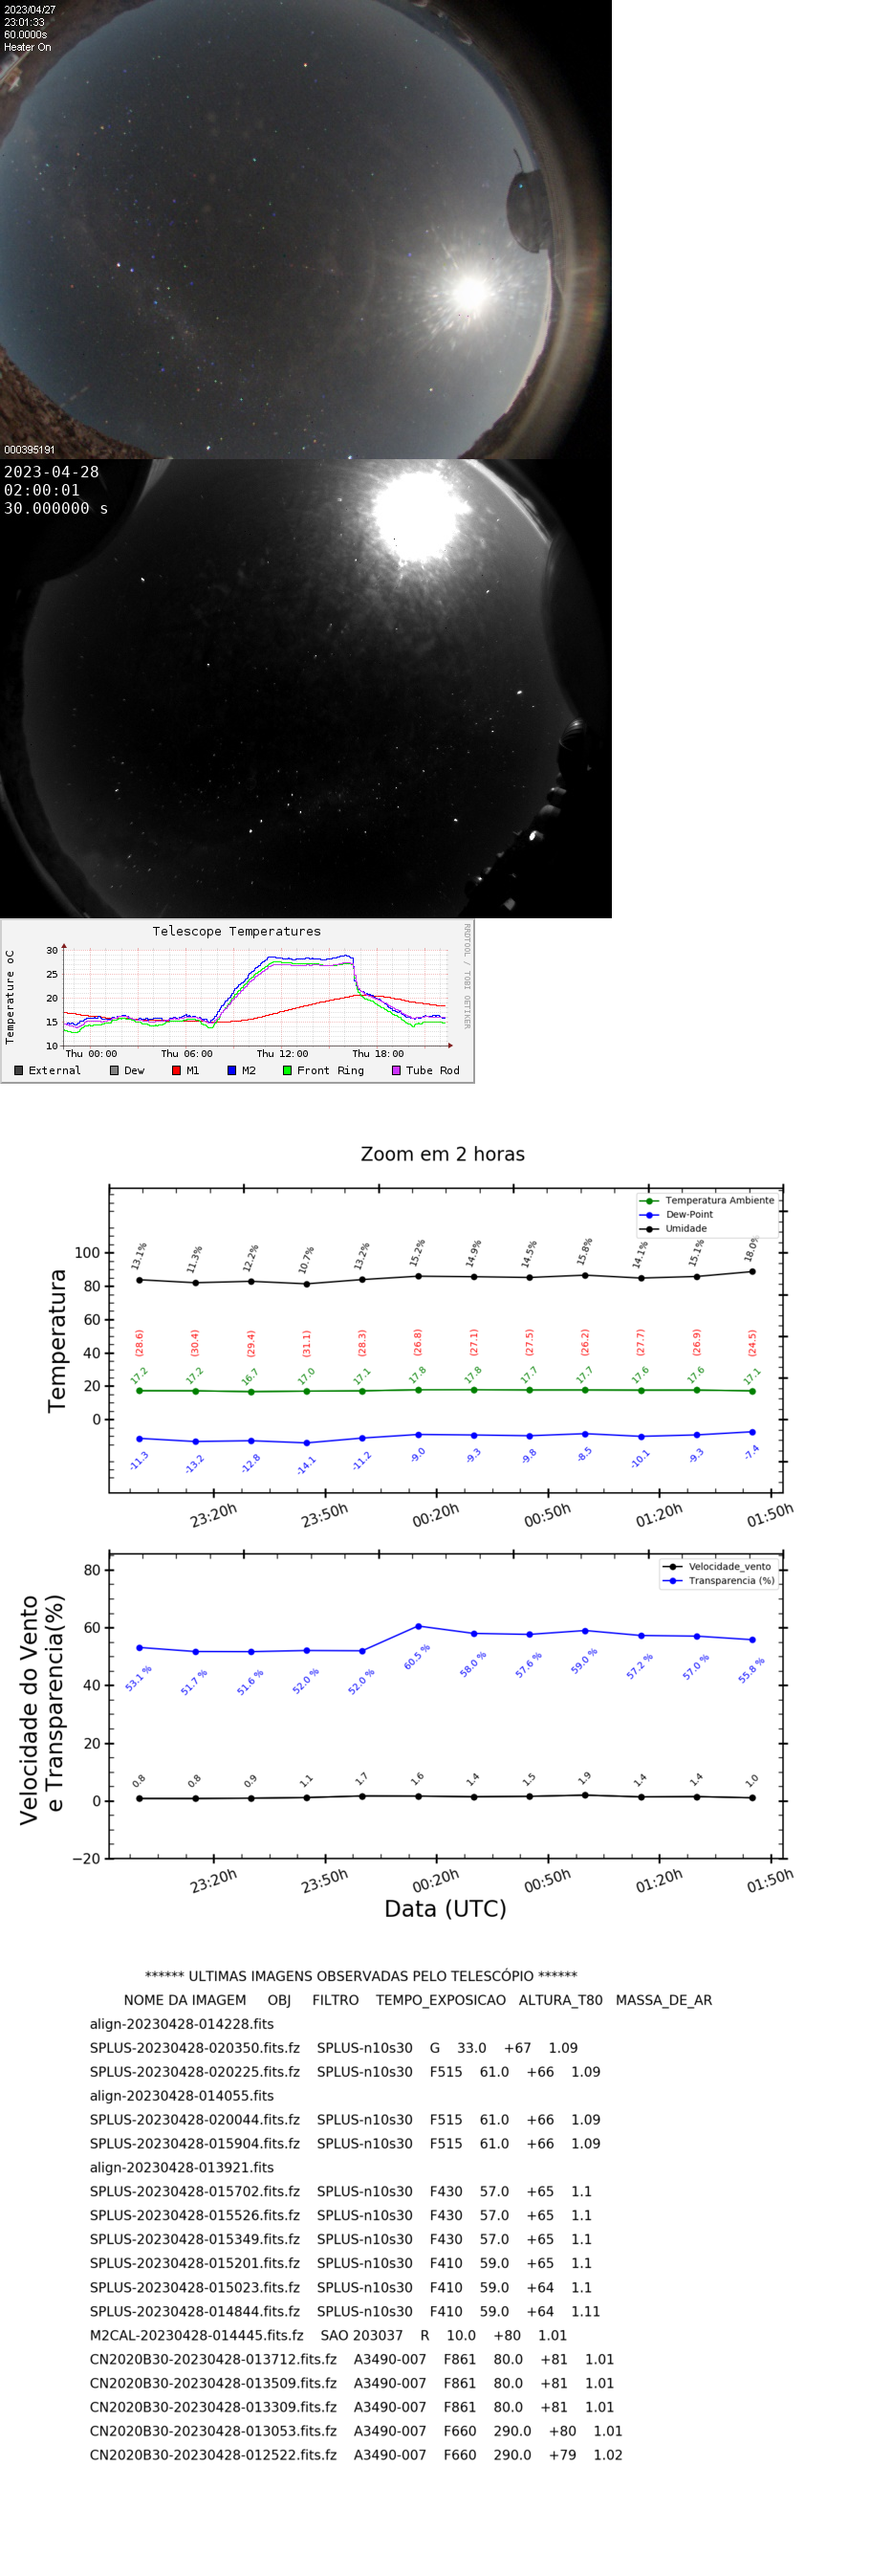 2023/04/27
23:01:33
60.0000s
Heater On
000395191
2023-04-28
02:00:01
30.000000 s
Telescope Temperatures
RRDTOOL / TOBI OETIKER
Temperature oC
30
25
20
15
10
Thu 00:00 Thu 06:00 Thu 12:00 Thu 18:00
External Dew M1 M2 Front Ring Tube Rod
Zoom em 2 horas
Temperatura Ambiente
Dew-Point
Umidade
Temperatura
100
80
60
40
20
0
13.1% 11.3% 12.2% 10.7% 13.2% 15.2% 14.9% 14.5% 15.8% 14.1% 15.1% 18.0%
(28.6) (30.4) (29.4) (31.1) (28.3) (26.8) (27.1) (27.5) (26.2) (27.7) (26.9) (24.5)
17.2 17.2 16.7 17.0 17.1 17.8 17.8 17.7 17.7 17.6 17.6 17.1
-11.3 -13.2 -12.8 -14.1 -11.2 -9.0 -9.3 -9.8 -8.5 -10.1 -9.3 -7.4
23:20h 23:50h 00:20h 00:50h 01:20h 01:50h
Velocidade_vento
Transparencia (%)
Velocidade do Vento
e Transparencia(%)
80
60
40
20
0
−20
53.1 % 51.7 % 51.6 % 52.0 % 52.0 % 60.5 % 58.0 % 57.6 % 59.0 % 57.2 % 57.0 % 55.8 %
0.8 0.8 0.9 1.1 1.7 1.6 1.4 1.5 1.9 1.4 1.4 1.0
23:20h 23:50h 00:20h 00:50h 01:20h 01:50h
Data (UTC)
****** ULTIMAS IMAGENS OBSERVADAS PELO TELESCÓPIO ******
NOME DA IMAGEM OBJ FILTRO TEMPO_EXPOSICAO ALTURA_T80 MASSA_DE_AR
align-20230428-014228.fits
SPLUS-20230428-020350.fits.fz SPLUS-n10s30 G 33.0 +67 1.09
SPLUS-20230428-020225.fits.fz SPLUS-n10s30 F515 61.0 +66 1.09
align-20230428-014055.fits
SPLUS-20230428-020044.fits.fz SPLUS-n10s30 F515 61.0 +66 1.09
SPLUS-20230428-015904.fits.fz SPLUS-n10s30 F515 61.0 +66 1.09
align-20230428-013921.fits
SPLUS-20230428-015702.fits.fz SPLUS-n10s30 F430 57.0 +65 1.1
SPLUS-20230428-015526.fits.fz SPLUS-n10s30 F430 57.0 +65 1.1
SPLUS-20230428-015349.fits.fz SPLUS-n10s30 F430 57.0 +65 1.1
SPLUS-20230428-015201.fits.fz SPLUS-n10s30 F410 59.0 +65 1.1
SPLUS-20230428-015023.fits.fz SPLUS-n10s30 F410 59.0 +64 1.1
SPLUS-20230428-014844.fits.fz SPLUS-n10s30 F410 59.0 +64 1.11
M2CAL-20230428-014445.fits.fz SAO 203037 R 10.0 +80 1.01
CN2020B30-20230428-013712.fits.fz A3490-007 F861 80.0 +81 1.01
CN2020B30-20230428-013509.fits.fz A3490-007 F861 80.0 +81 1.01
CN2020B30-20230428-013309.fits.fz A3490-007 F861 80.0 +81 1.01
CN2020B30-20230428-013053.fits.fz A3490-007 F660 290.0 +80 1.01
CN2020B30-20230428-012522.fits.fz A3490-007 F660 290.0 +79 1.02